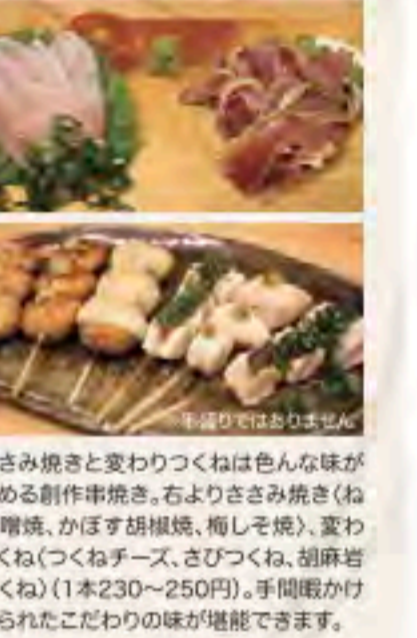 盛りではありません
さみ焼きと変わりつくねは色んな味が
める創作串焼き。右よりささみ焼き〈ね
噌焼、かぼす胡椒焼、梅しそ焼〉、変わ
くね〈つくねチーズ、さびつくね、胡麻岩
くね〉(1本230〜250円)。手間暇かけ
られたこだわりの味が堪能できます。